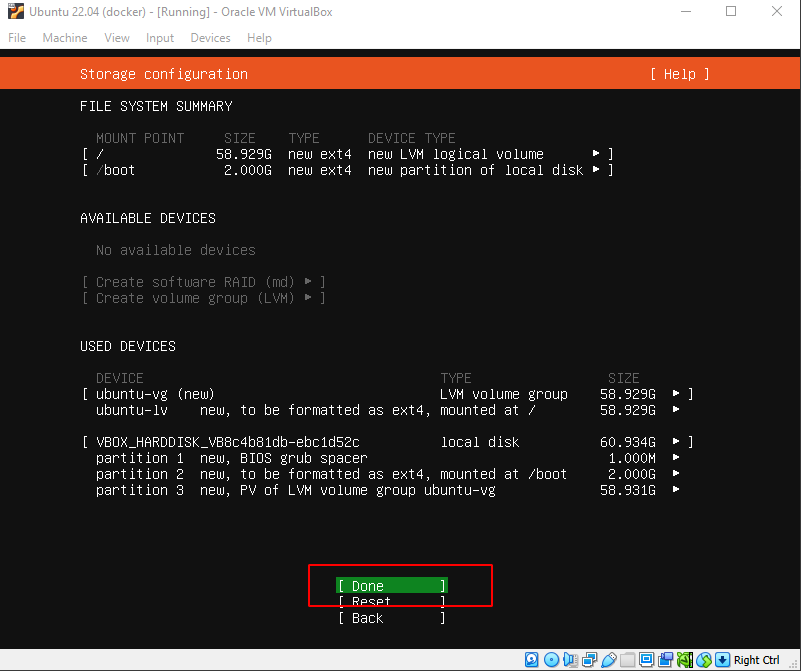 Ubuntu 22.04 (docker) - [Running] - Oracle VM VirtualBox
File Machine View Input Devices Help
Storage configuration [ Help ]
FILE SYSTEM SUMMARY
MOUNT POINT SIZE TYPE DEVICE TYPE
[ / 58.929G new ext4 new LVM logical volume ▸ ]
[ /boot 2.000G new ext4 new partition of local disk ▸ ]
AVAILABLE DEVICES
No available devices
[ Create software RAID (md) ▸ ]
[ Create volume group (LVM) ▸ ]
USED DEVICES
DEVICE TYPE SIZE
[ ubuntu-vg (new) LVM volume group 58.929G ▸ ]
ubuntu-lv new, to be formatted as ext4, mounted at / 58.929G ▸
[ VBOX_HARDDISK_VB8c4b81db-ebc1d52c local disk 60.934G ▸ ]
partition 1 new, BIOS grub spacer 1.000M ▸
partition 2 new, to be formatted as ext4, mounted at /boot 2.000G ▸
partition 3 new, PV of LVM volume group ubuntu-vg 58.931G ▸
[ Done ]
[ Reset ]
[ Back ]
Right Ctrl